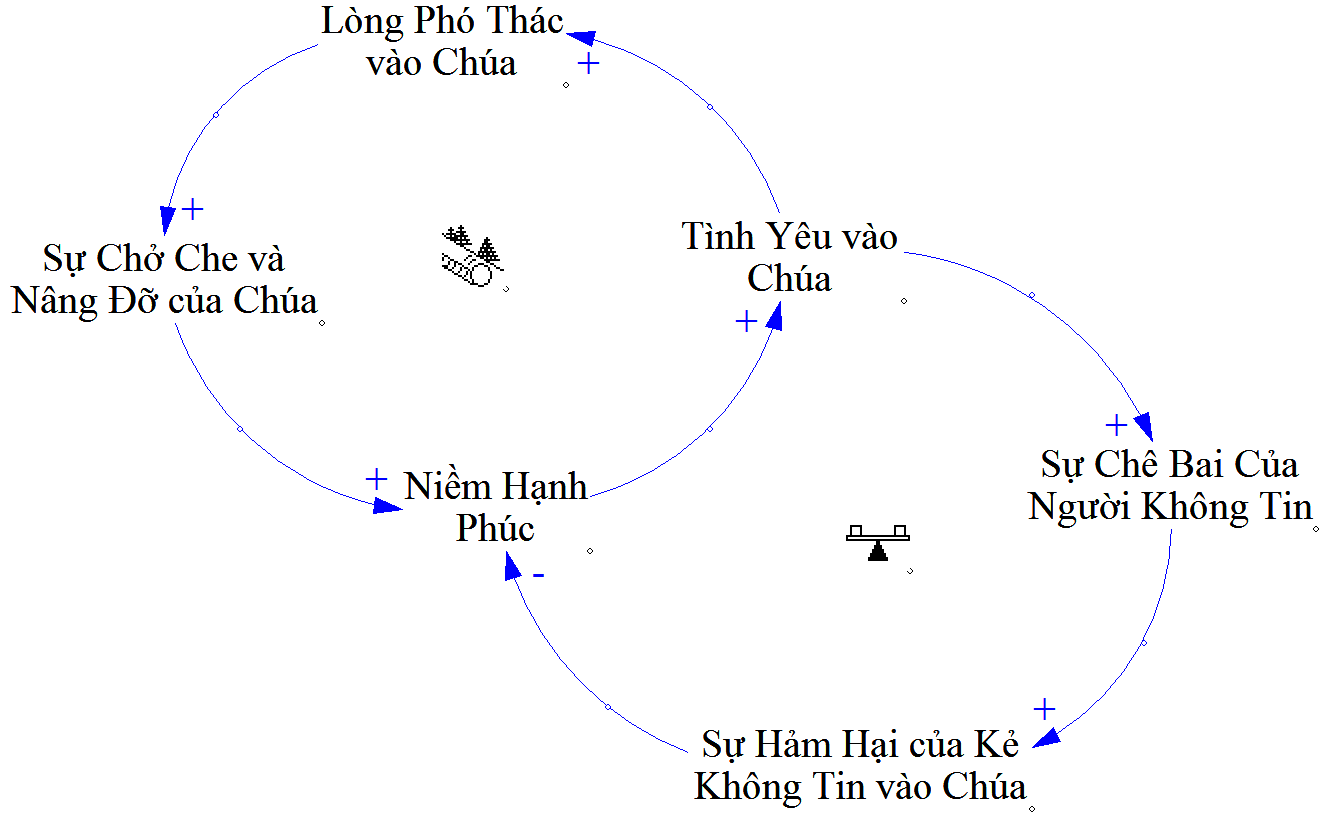 Lòng Phó Thác
vào Chúa
+
+
Sự Chở Che và
Nâng Đỡ của Chúa
Tình Yêu vào
Chúa
+
+
Sự Chê Bai Của
Người Không Tin
+
Niềm Hạnh
Phúc
-
+
Sự Hảm Hại của Kẻ
Không Tin vào Chúa